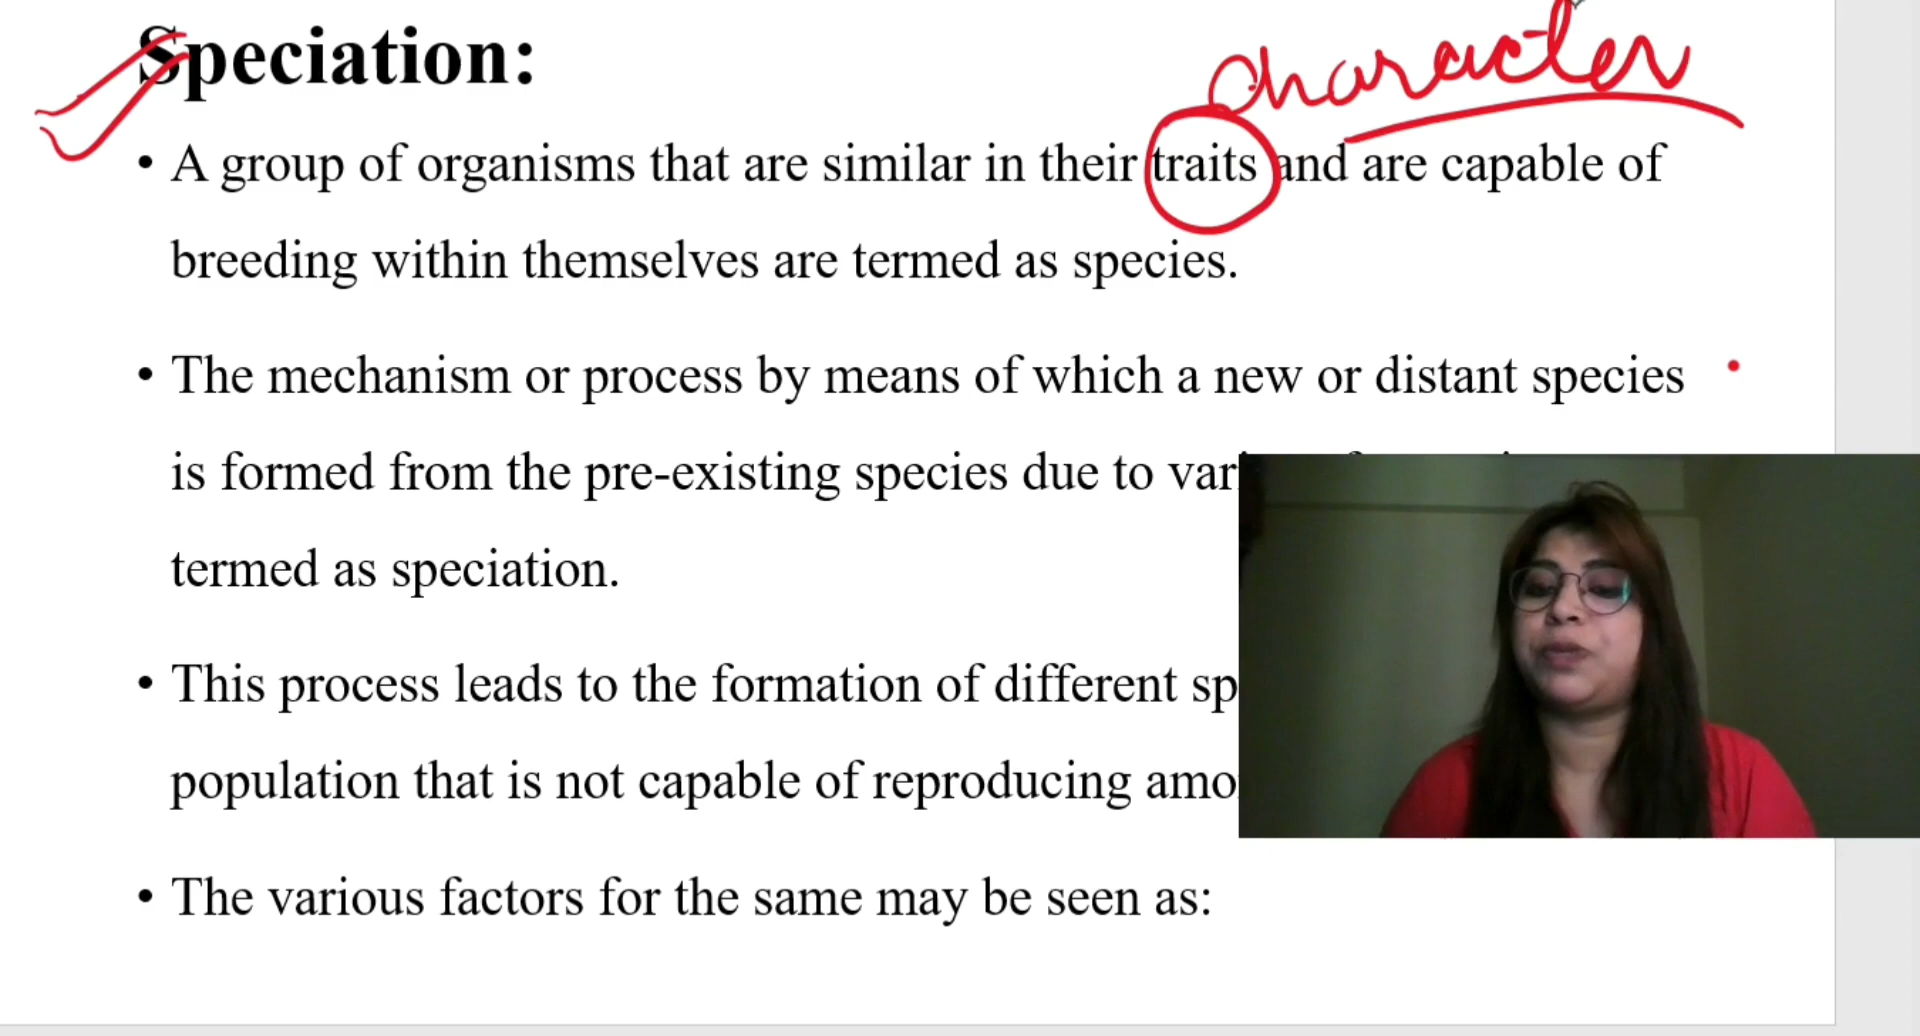 Speciation:
character
• A group of organisms that are similar in their traits and are capable of
breeding within themselves are termed as species.
• The mechanism or process by means of which a new or distant species
is formed from the pre-existing species due to
termed as speciation.
• This process leads to the formation of different
population that is not capable of reproducing
• The various factors for the same may be seen as: